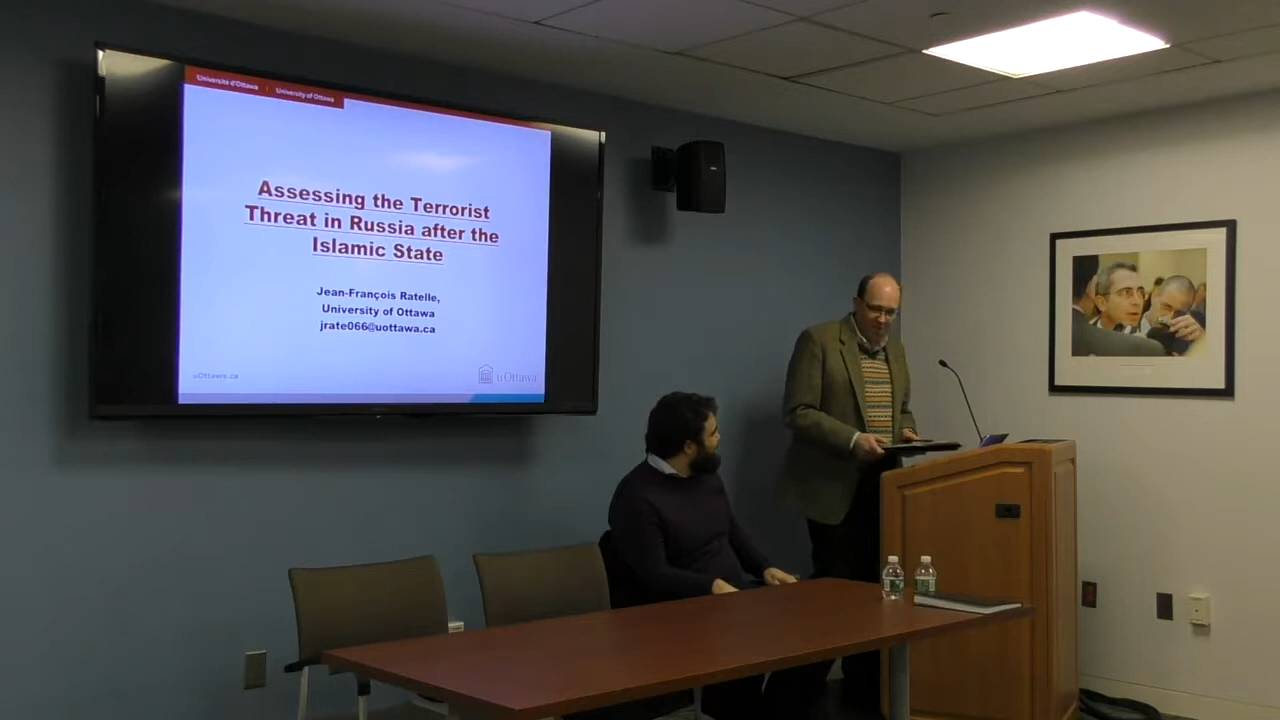 Université d'Ottawa | University of Ottawa
Assessing the Terrorist
Threat in Russia after the
Islamic State
Jean-François Ratelle,
University of Ottawa
jrate066@uottawa.ca
uOttawa.ca
uOttawa